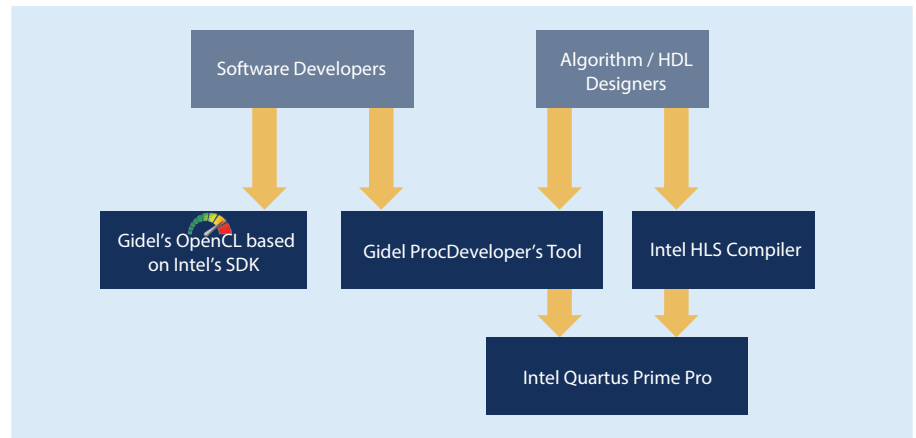 Software Developers
Algorithm / HDL
Designers
Gidel's OpenCL based
on Intel's SDK
Gidel ProcDeveloper's Tool
Intel HLS Compiler
Intel Quartus Prime Pro